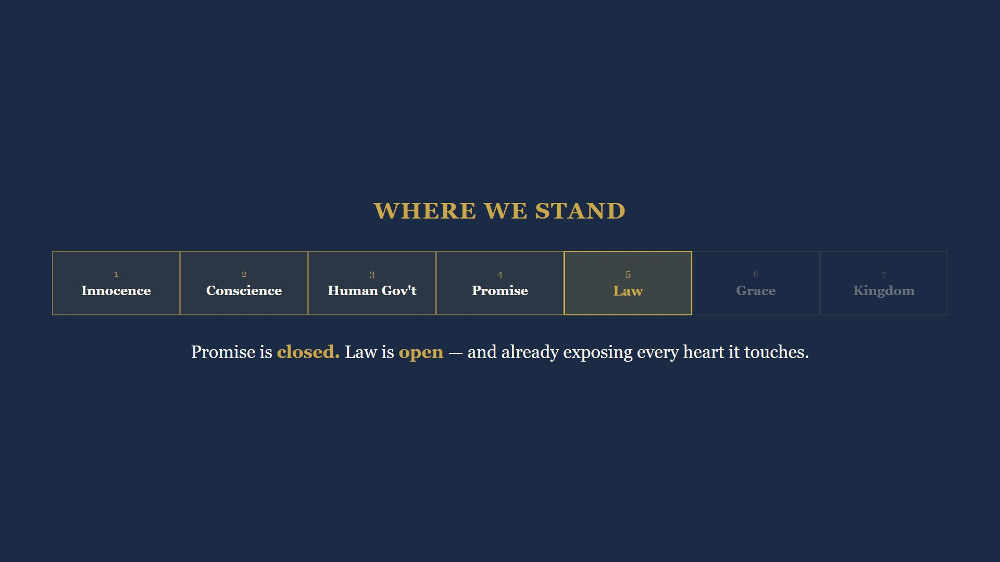 WHERE WE STAND
1
Innocence
2
Conscience
3
Human Gov't
4
Promise
5
Law
6
Grace
7
Kingdom
Promise is closed. Law is open — and already exposing every heart it touches.